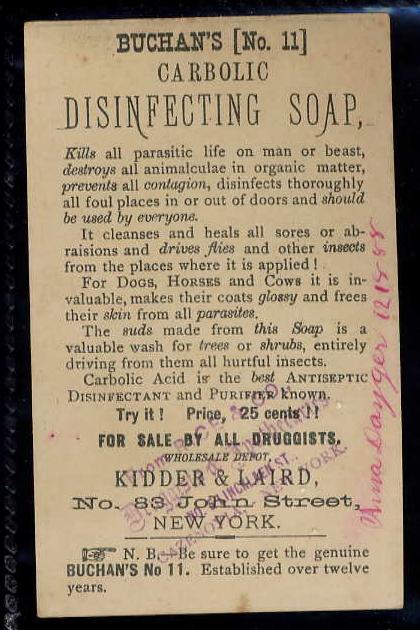 BUCHAN'S [No. 11]
CARBOLIC
DISINFECTING SOAP,
Kills all parasitic life on man or beast,
destroys all animalculae in organic matter,
prevents all contagion, disinfects thoroughly
all foul places in or out of doors and should
be used by everyone.
It cleanses and heals all sores or ab-
raisions and drives flies and other insects
from the places where it is applied!
For Dogs, Horses and Cows it is in-
valuable, makes their coats glossy and frees
their skin from all parasites.
The suds made from this Soap is a
valuable wash for trees or shrubs, entirely
driving from them all hurtful insects.
Carbolic Acid is the best Antiseptic
Disinfectant and Purifier known.
Try it! Price, 25 cents!!
FOR SALE BY ALL DRUGGISTS.
WHOLESALE DEPOT,
KIDDER & LAIRD,
No. 83 John Street,
NEW YORK.
☞ N. B.—Be sure to get the genuine
BUCHAN'S No 11. Established over twelve
years.
From
CAZENOVIA, NEW YORK.
Anna